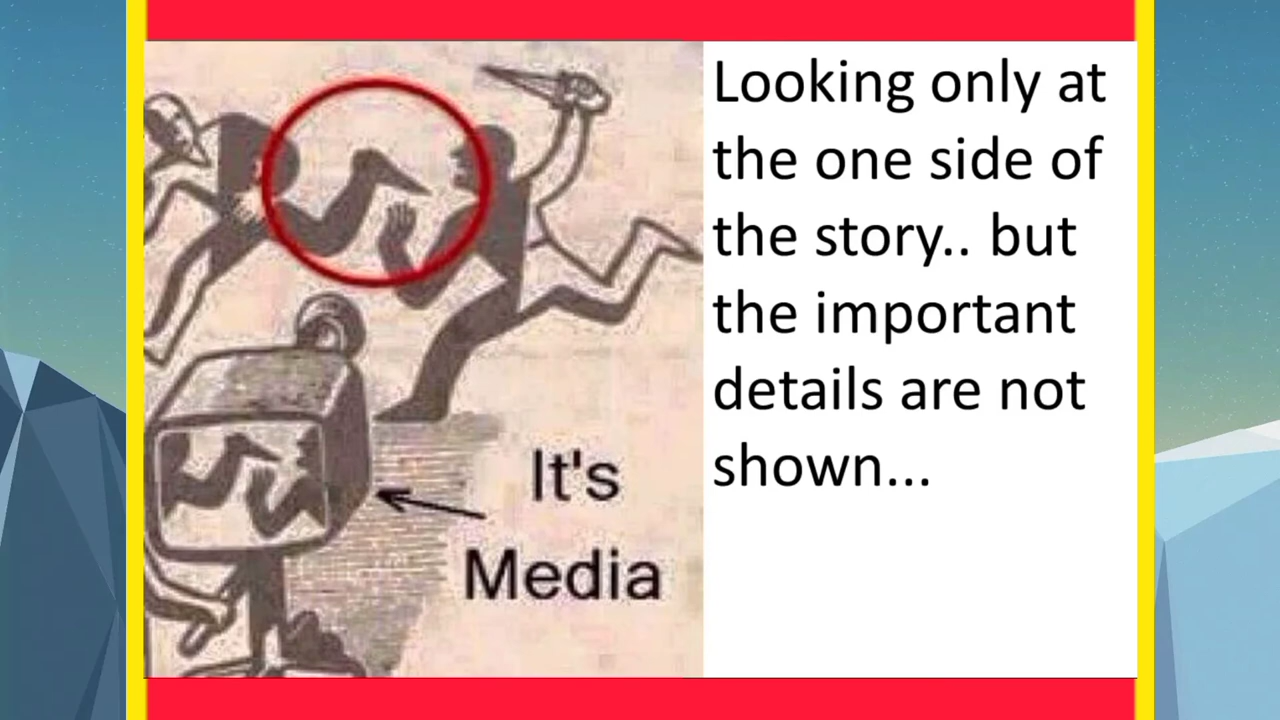 It's
Media
Looking only at
the one side of
the story.. but
the important
details are not
shown...